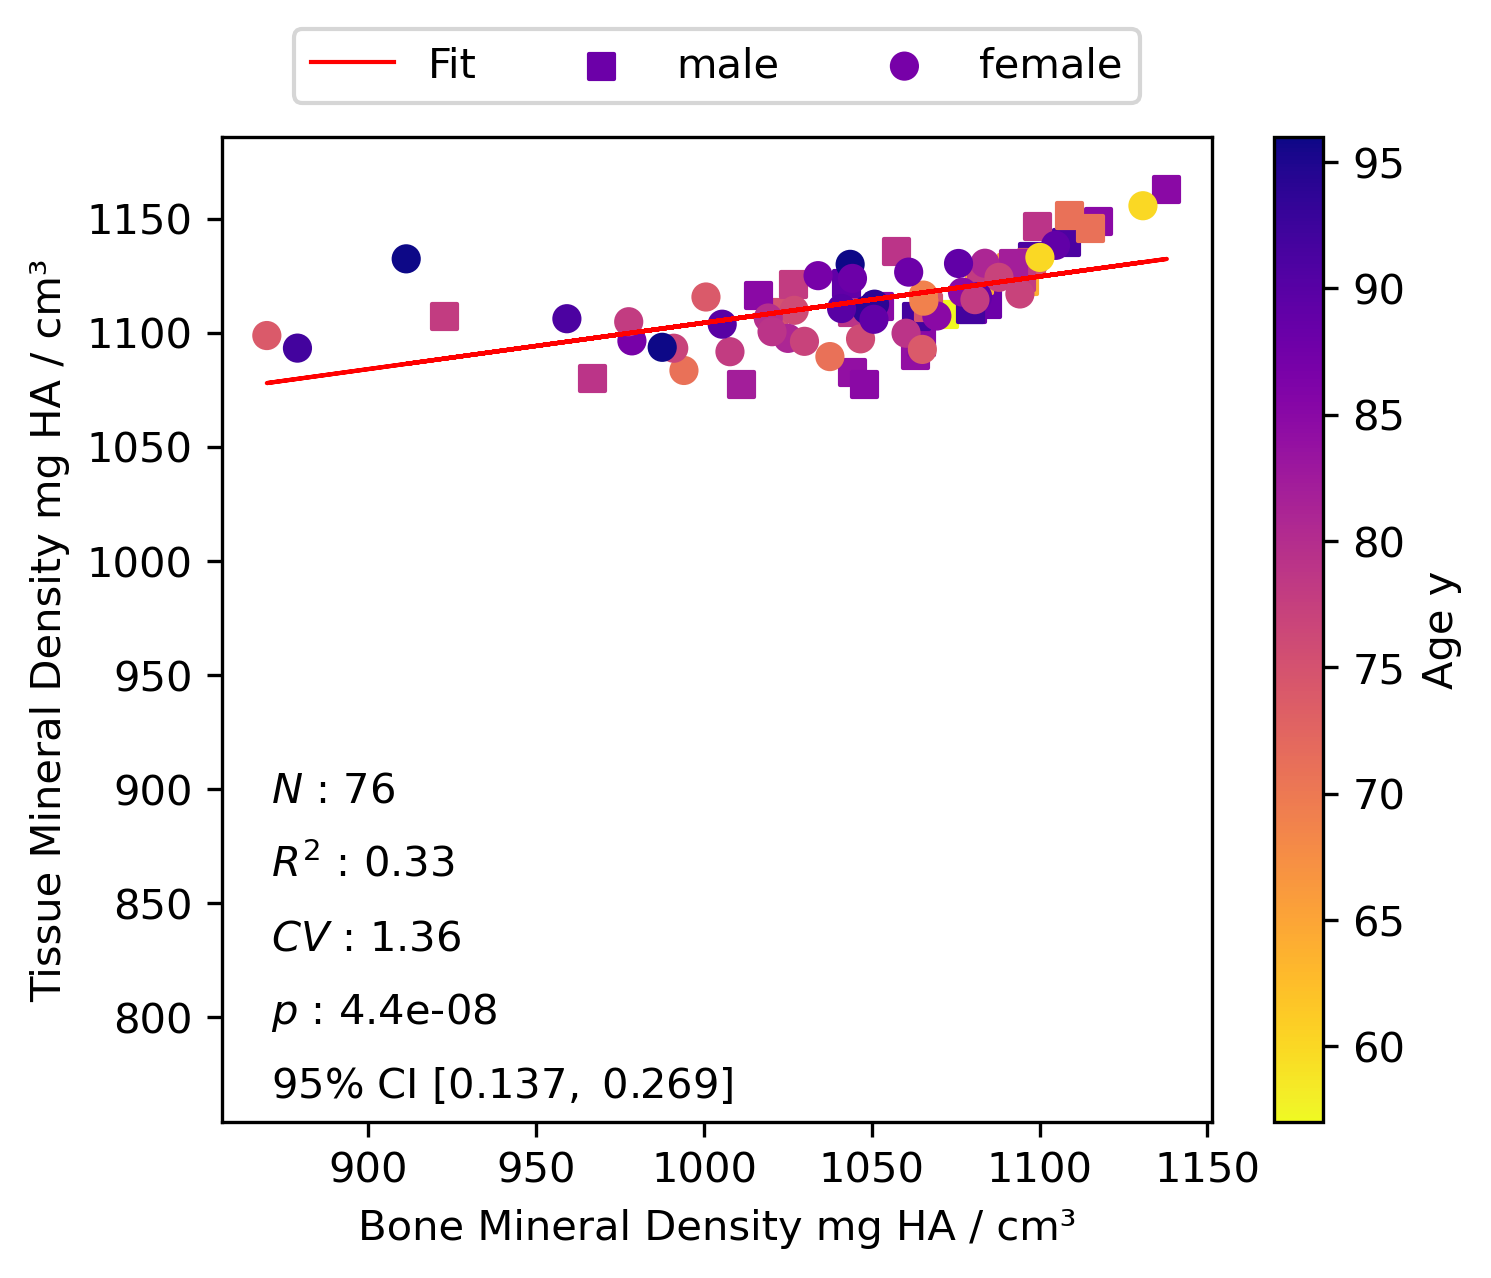 Fit male female
1150
1100
1050
1000
950
900
850
800
Tissue Mineral Density mg HA / cm³
N : 76
R² : 0.33
CV : 1.36
p : 4.4e-08
95% CI [0.137, 0.269]
900 950 1000 1050 1100 1150
Bone Mineral Density mg HA / cm³
95
90
85
80
75
70
65
60
Age y